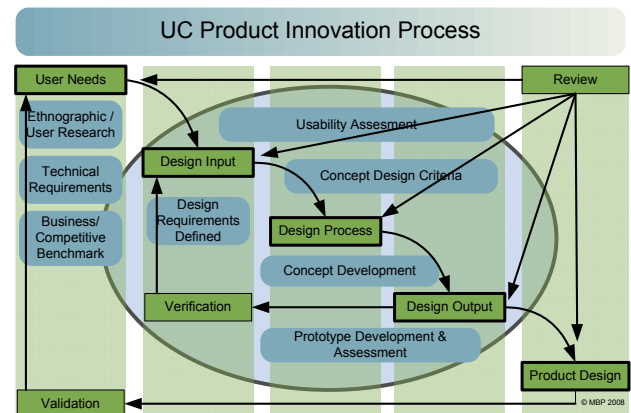 UC Product Innovation Process
User Needs
Review
Ethnographic /
User Research
Usability Assesment
Technical
Requirements
Design Input
Concept Design Criteria
Business/
Competitive
Benchmark
Design
Requirements
Defined
Design Process
Concept Development
Verification
Design Output
Prototype Development &
Assessment
Product Design
Validation
© MBP 2008